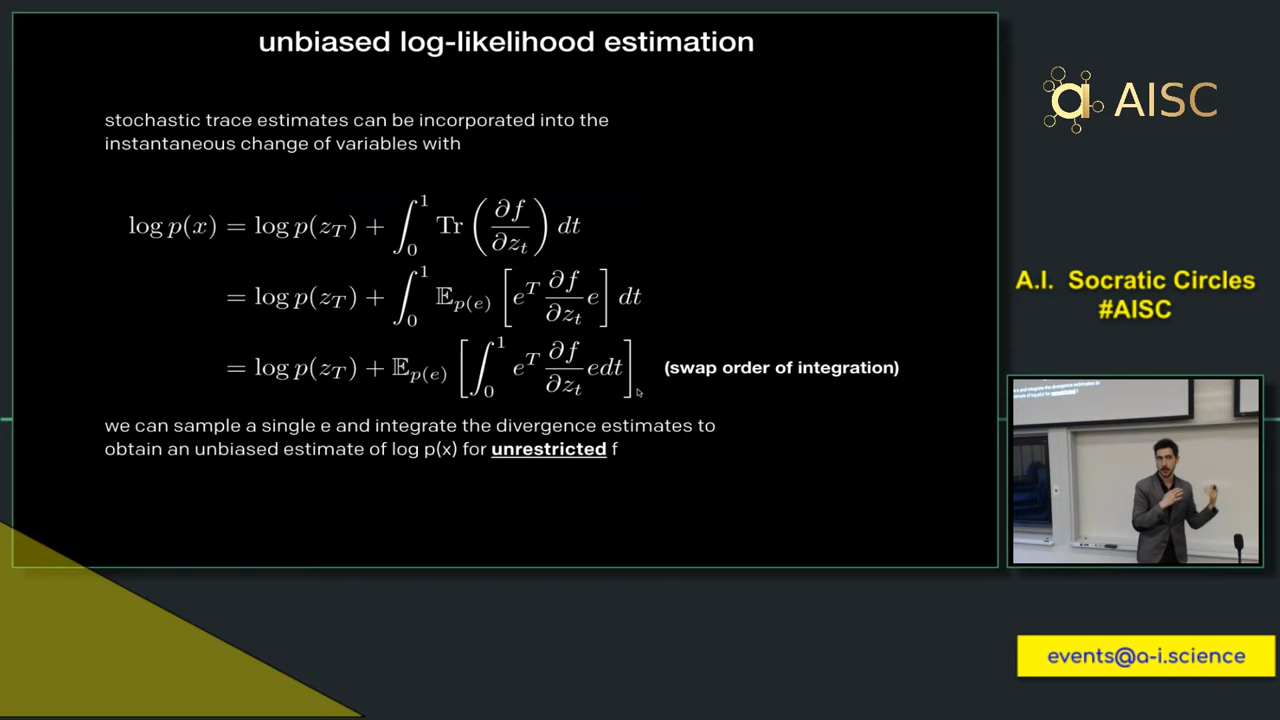 unbiased log-likelihood estimation
stochastic trace estimates can be incorporated into the
instantaneous change of variables with
log p(x) = log p(z_T) + ∫_0^1 Tr (∂f/∂z_t) dt
= log p(z_T) + ∫_0^1 𝔼_{p(e)} [e^T ∂f/∂z_t e] dt
= log p(z_T) + 𝔼_{p(e)} [∫_0^1 e^T ∂f/∂z_t edt] (swap order of integration)
we can sample a single e and integrate the divergence estimates to
obtain an unbiased estimate of log p(x) for unrestricted f
a AISC
A.I. Socratic Circles
#AISC
events@a-i.science